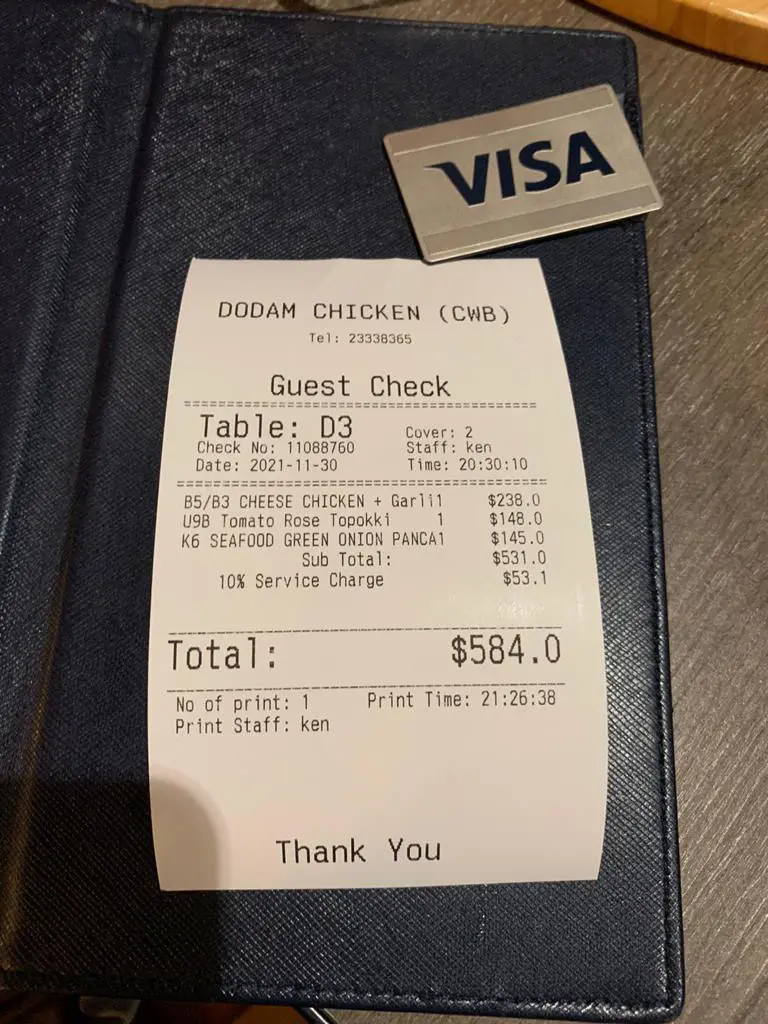 VISA
DODAM CHICKEN (CWB)
Tel: 23338365
Guest Check
Table: D3 Cover: 2
Check No: 11088760 Staff: ken
Date: 2021-11-30 Time: 20:30:10
B5/B3 CHEESE CHICKEN + Garli1 $238.0
U9B Tomato Rose Topokki 1 $148.0
K6 SEAFOOD GREEN ONION PANCA1 $145.0
Sub Total: $531.0
10% Service Charge $53.1
Total: $584.0
No of print: 1 Print Time: 21:26:38
Print Staff: ken
Thank You